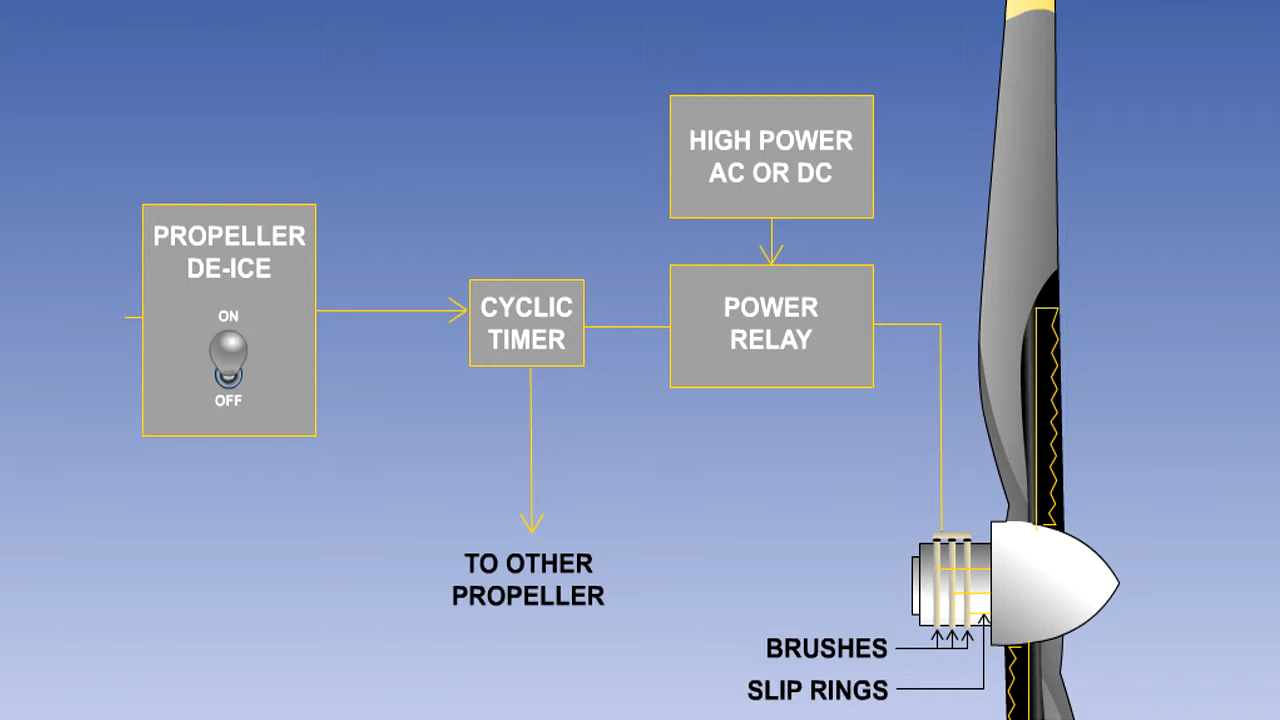 HIGH POWER
AC OR DC
PROPELLER
DE-ICE
ON
OFF
CYCLIC
TIMER
POWER
RELAY
TO OTHER
PROPELLER
BRUSHES
SLIP RINGS